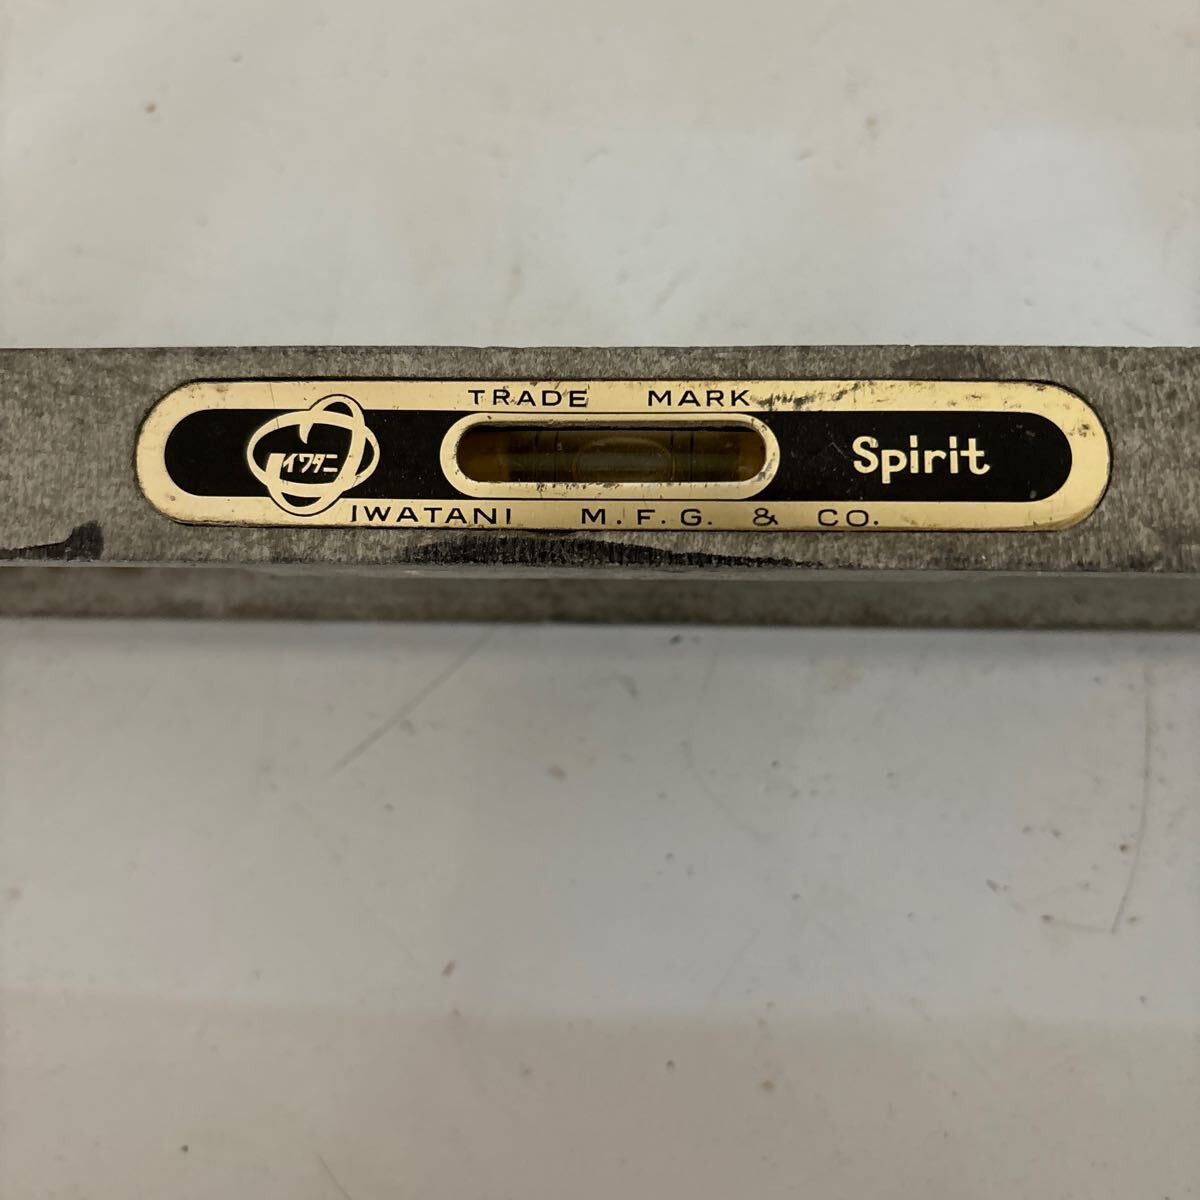 TRADE MARK
イワタニ
Spirit
IWATANI M.F.G. & CO.